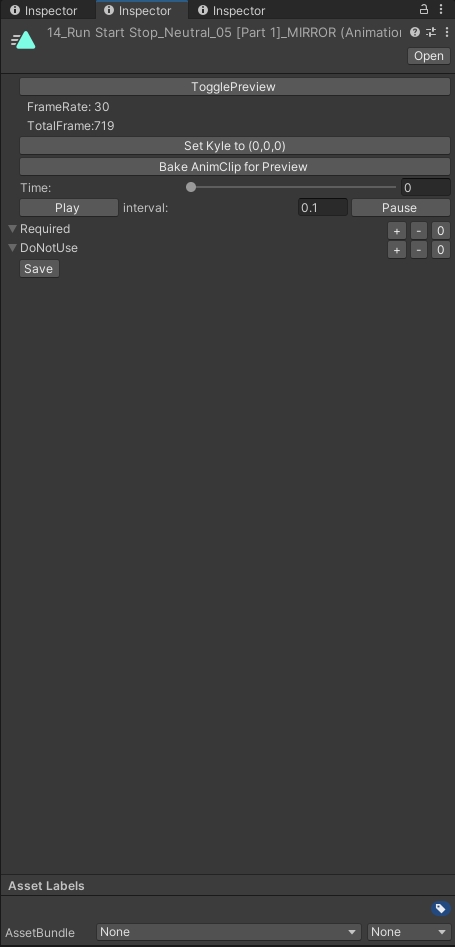 Inspector Inspector Inspector
14_Run Start Stop_Neutral_05 [Part 1]_MIRROR (Animation
Open
TogglePreview
FrameRate: 30
TotalFrame:719
Set Kyle to (0,0,0)
Bake AnimClip for Preview
Time: 0
Play interval: 0.1 Pause
Required + - 0
DoNotUse + - 0
Save
Asset Labels
AssetBundle None None